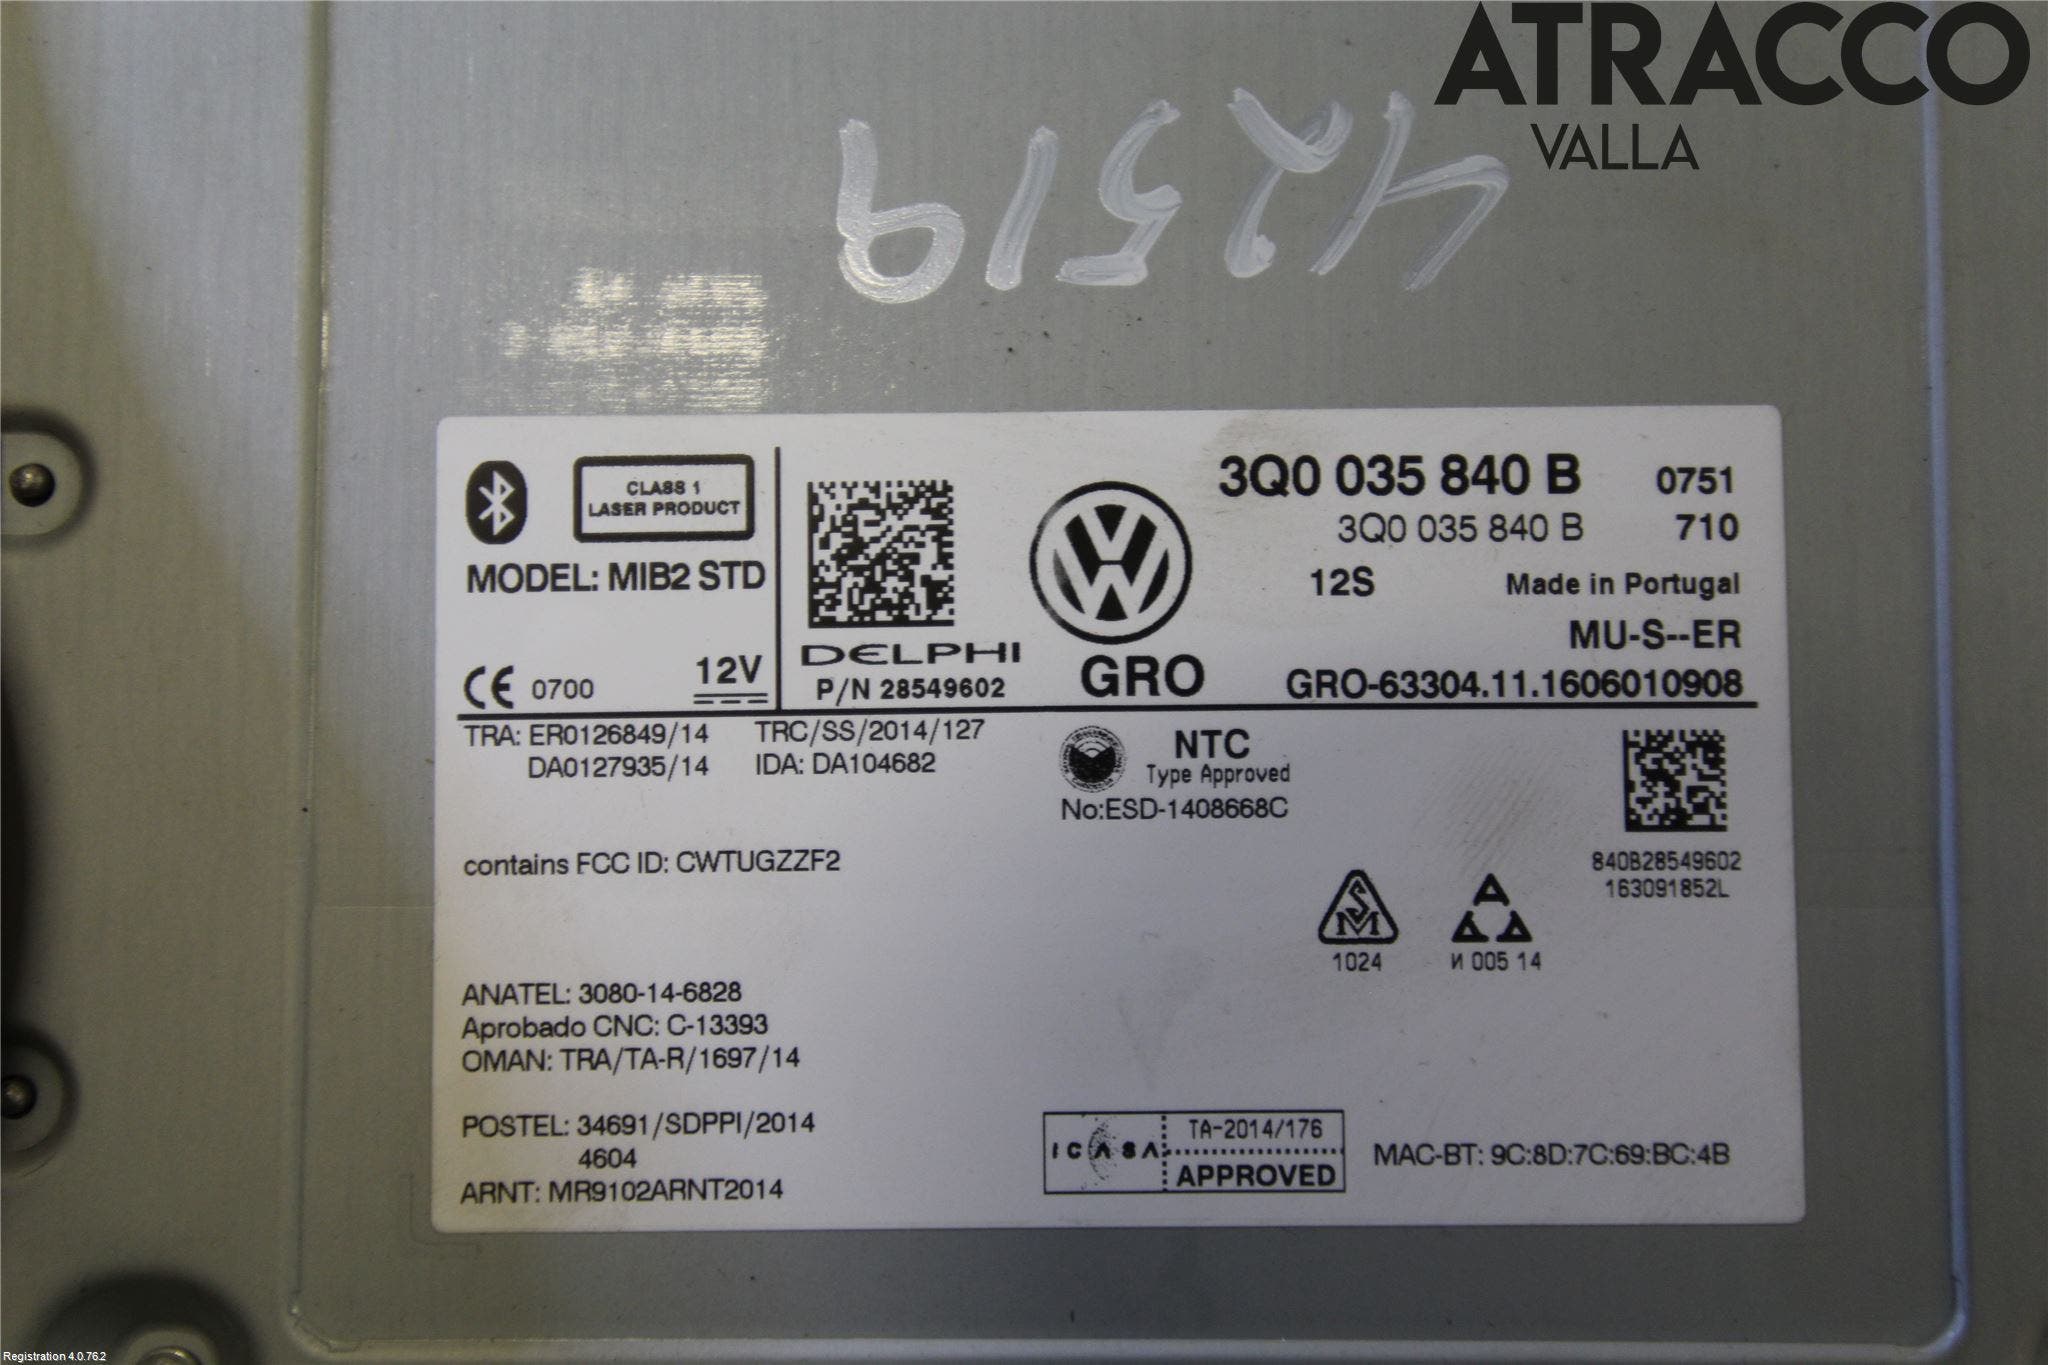 ATRACCO
VALLA
42519
CLASS 1
LASER PRODUCT
MODEL: MIB2 STD
CE 0700 12V
DELPHI
P/N 28549602
GRO
3Q0 035 840 B 0751
3Q0 035 840 B 710
12S Made in Portugal
MU-S--ER
GRO-63304.11.1606010908
TRA: ER0126849/14 TRC/SS/2014/127
DA0127935/14 IDA: DA104682
NTC
Type Approved
No:ESD-1408668C
contains FCC ID: CWTUGZZF2
840B28549602
163091852L
SM
1024
И 005 14
ANATEL: 3080-14-6828
Aprobado CNC: C-13393
OMAN: TRA/TA-R/1697/14
POSTEL: 34691/SDPPI/2014
4604
ARNT: MR9102ARNT2014
ICASA TA-2014/176
APPROVED
MAC-BT: 9C:8D:7C:69:BC:4B
Registration 4.0.76.2